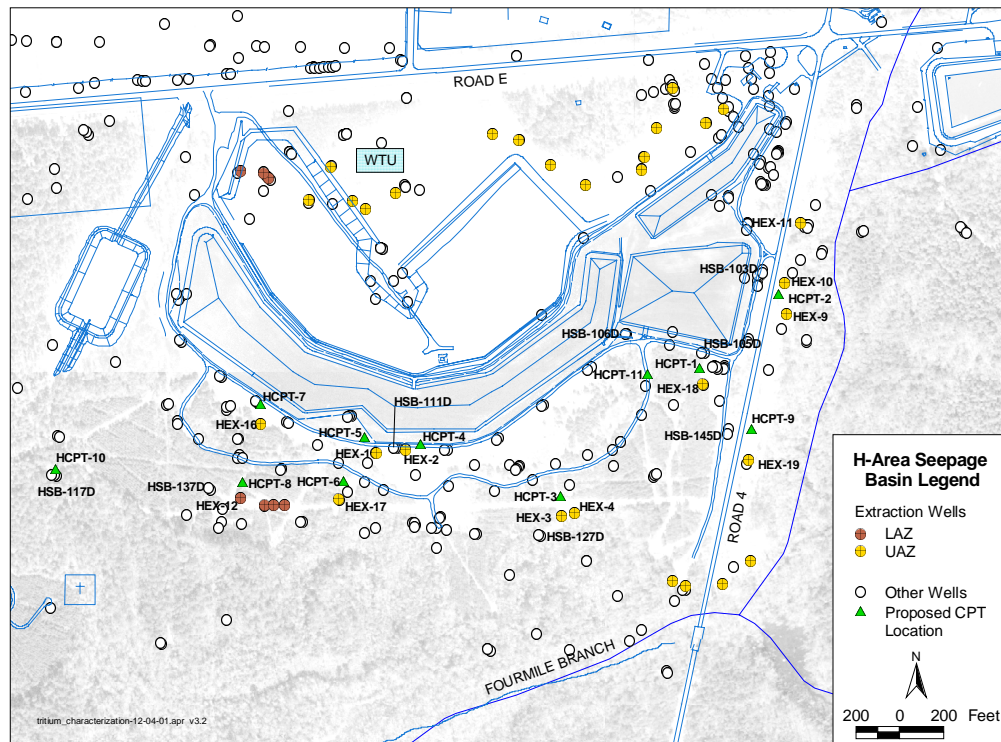 ROAD E
WTU
HEX-11
HSB-103D
HEX-10
HCPT-2
HEX-9
HSB-106D
HSB-105D
HCPT-1
HCPT-11
HEX-18
HSB-111D
HCPT-7
HEX-16
HCPT-5
HCPT-4
HEX-1
HEX-2
HCPT-9
HSB-145D
HEX-19
HCPT-10
HSB-117D
HSB-137D
HCPT-8
HCPT-6
HEX-12
HEX-17
HCPT-3
HEX-4
HEX-3
HSB-127D
ROAD 4
FOURMILE BRANCH
tritium_characterization-12-04-01.apr v3.2
H-Area Seepage
Basin Legend
Extraction Wells
LAZ
UAZ
Other Wells
Proposed CPT
Location
N
200 0 200 Feet